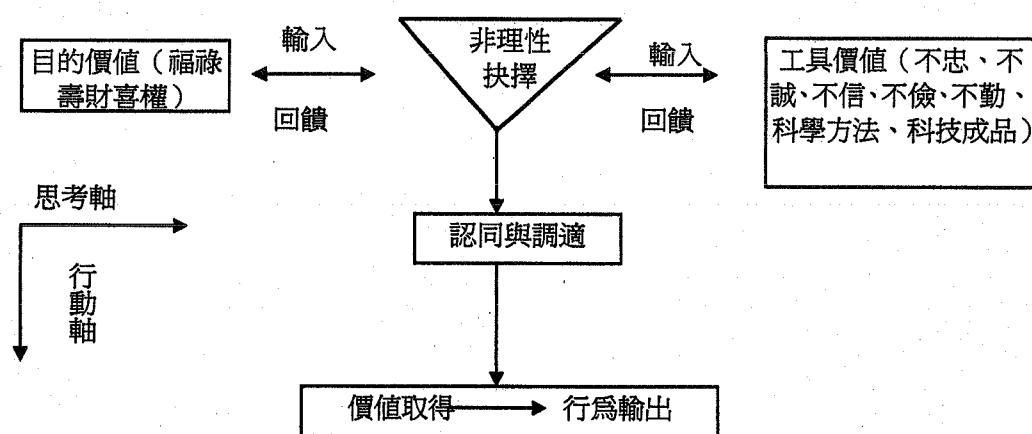 目的價值（福祿
壽財喜權）
輸入
回饋
非理性
抉擇
輸入
回饋
工具價值（不忠、不
誠、不信、不儉、不勤、
科學方法、科技成品）
思考軸
行動軸
認同與調適
價值取得 行爲輸出